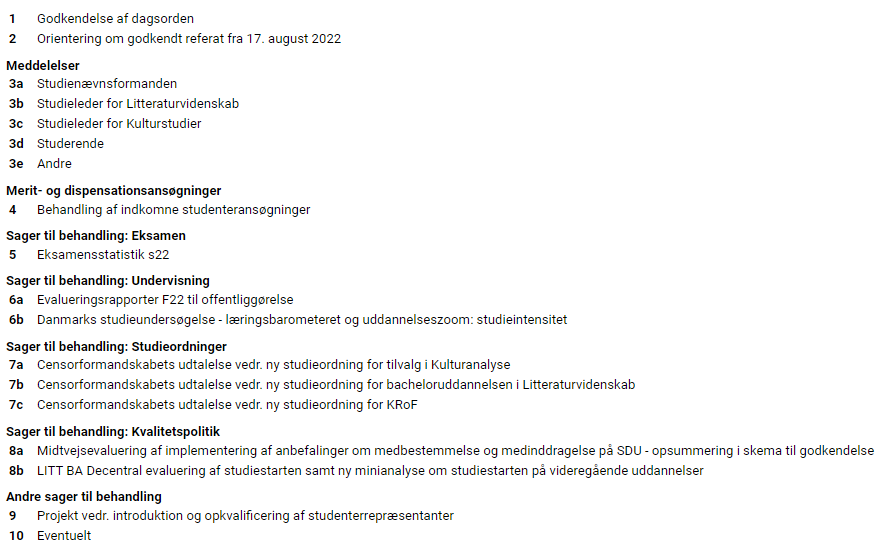 1 Godkendelse af dagsorden
2 Orientering om godkendt referat fra 17. august 2022
Meddelelser
3a Studienævnsformanden
3b Studieleder for Litteraturvidenskab
3c Studieleder for Kulturstudier
3d Studerende
3e Andre
Merit- og dispensationsansøgninger
4 Behandling af indkomne studenteransøgninger
Sager til behandling: Eksamen
5 Eksamensstatistik s22
Sager til behandling: Undervisning
6a Evalueringsrapporter F22 til offentliggørelse
6b Danmarks studieundersøgelse - læringsbarometeret og uddannelseszoom: studieintensitet
Sager til behandling: Studieordninger
7a Censorformandskabets udtalelse vedr. ny studieordning for tilvalg i Kulturanalyse
7b Censorformandskabets udtalelse vedr. ny studieordning for bacheloruddannelsen i Litteraturvidenskab
7c Censorformandskabets udtalelse vedr. ny studieordning for KRoF
Sager til behandling: Kvalitetspolitik
8a Midtvejsevaluering af implementering af anbefalinger om medbestemmelse og medinddragelse på SDU - opsummering i skema til godkendelse
8b LITT BA Decentral evaluering af studiestarten samt ny minianalyse om studiestarten på videregående uddannelser
Andre sager til behandling
9 Projekt vedr. introduktion og opkvalificering af studenterrepræsentanter
10 Eventuelt